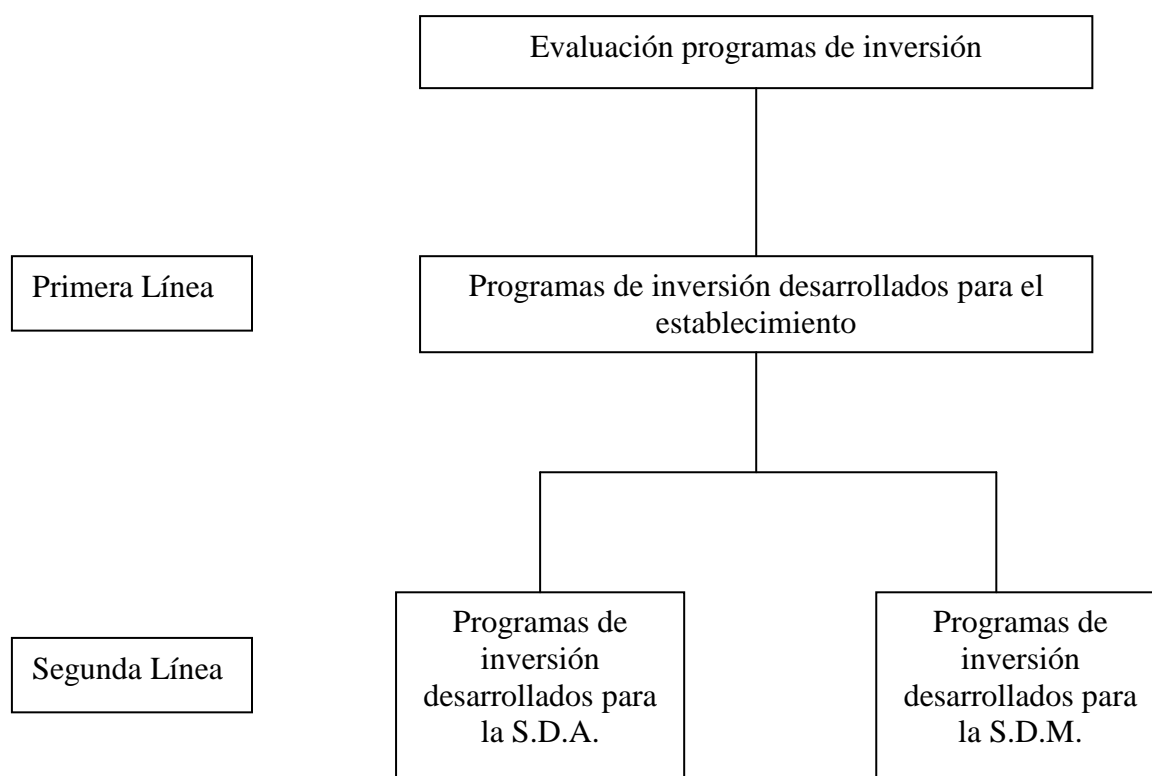 Evaluación programas de inversión
Primera Línea
Programas de inversión desarrollados para el
establecimiento
Segunda Línea
Programas de
inversión
desarrollados para
la S.D.A.
Programas de
inversión
desarrollados para
la S.D.M.